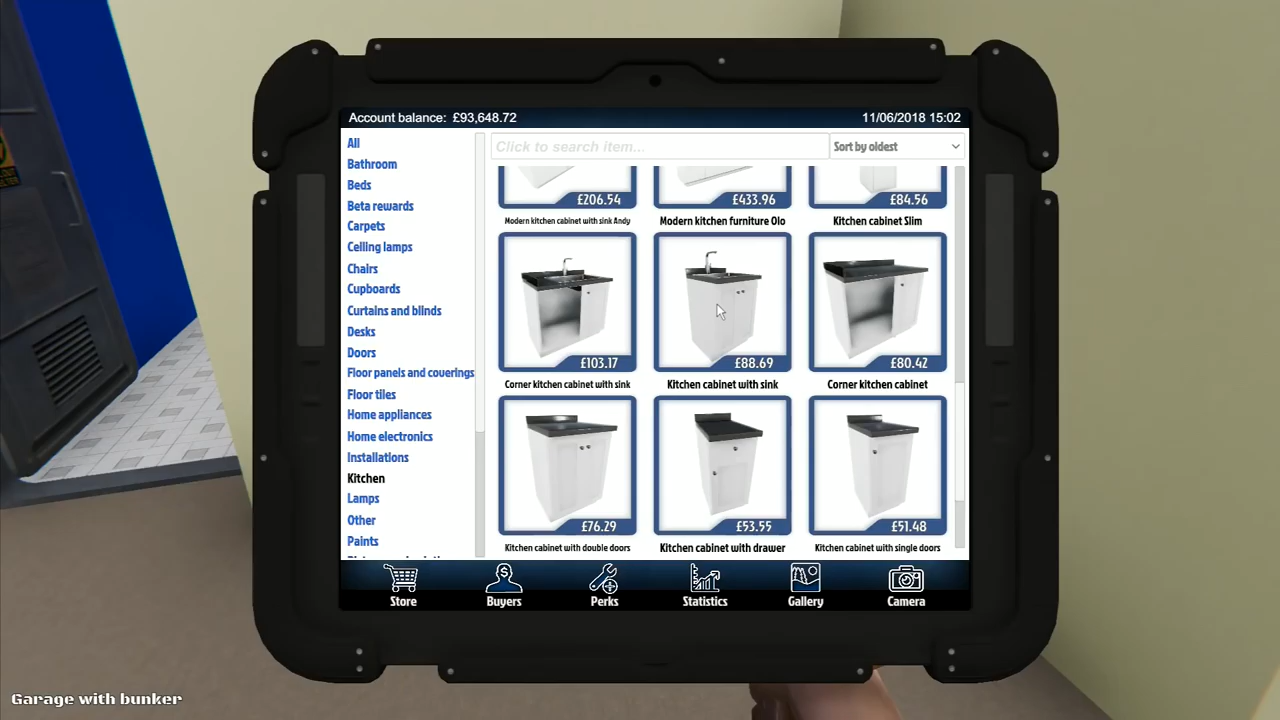 Account balance: £93,648.72
11/06/2018 15:02
All
Bathroom
Beds
Beta rewards
Carpets
Ceiling lamps
Chairs
Cupboards
Curtains and blinds
Desks
Doors
Floor panels and coverings
Floor tiles
Home appliances
Home electronics
Installations
Kitchen
Lamps
Other
Paints
Click to search item...
Sort by oldest
£206.54
£433.96
£84.56
Modern kitchen cabinet with sink Andy
Modern kitchen furniture Olo
Kitchen cabinet Slim
£103.17
£88.69
£80.42
Corner kitchen cabinet with sink
Kitchen cabinet with sink
Corner kitchen cabinet
£76.29
£53.55
£51.48
Kitchen cabinet with double doors
Kitchen cabinet with drawer
Kitchen cabinet with single doors
Store
Buyers
Perks
Statistics
Gallery
Camera
Garage with bunker